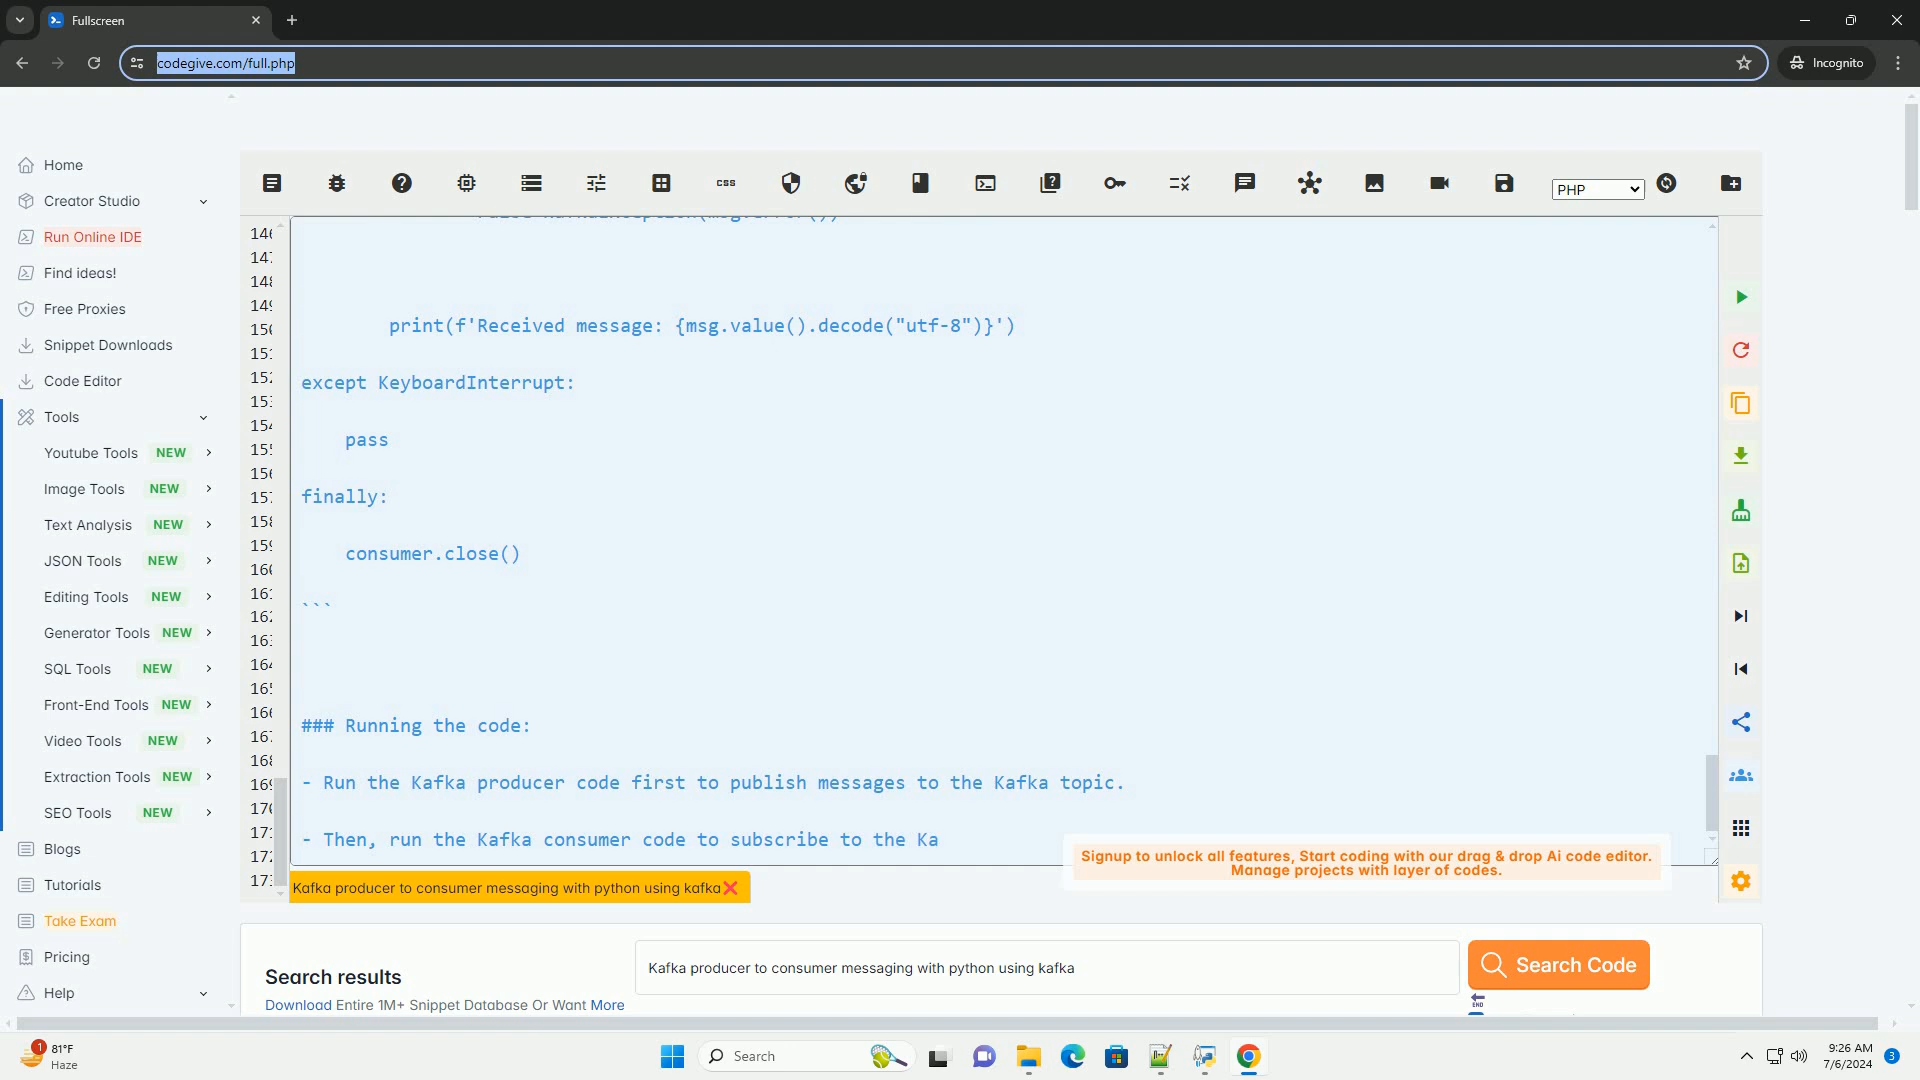 Fullscreen
codegive.com/full.php
Incognito
Home
Creator Studio
Run Online IDE
Find ideas!
Free Proxies
Snippet Downloads
Code Editor
Tools
Youtube Tools NEW
Image Tools NEW
Text Analysis NEW
JSON Tools NEW
Editing Tools NEW
Generator Tools NEW
SQL Tools NEW
Front-End Tools NEW
Video Tools NEW
Extraction Tools NEW
SEO Tools NEW
Blogs
Tutorials
Take Exam
Pricing
Help
css
PHP
print(f'Received message: {msg.value().decode("utf-8")}')
except KeyboardInterrupt:
pass
finally:
consumer.close()
```
### Running the code:
- Run the Kafka producer code first to publish messages to the Kafka topic.
- Then, run the Kafka consumer code to subscribe to the Ka
Signup to unlock all features, Start coding with our drag & drop Ai code editor.
Manage projects with layer of codes.
Kafka producer to consumer messaging with python using kafka
Search results
Download Entire 1M+ Snippet Database Or Want More
Kafka producer to consumer messaging with python using kafka
Search Code
END
1
81°F
Haze
Search
9:26 AM
7/6/2024
3